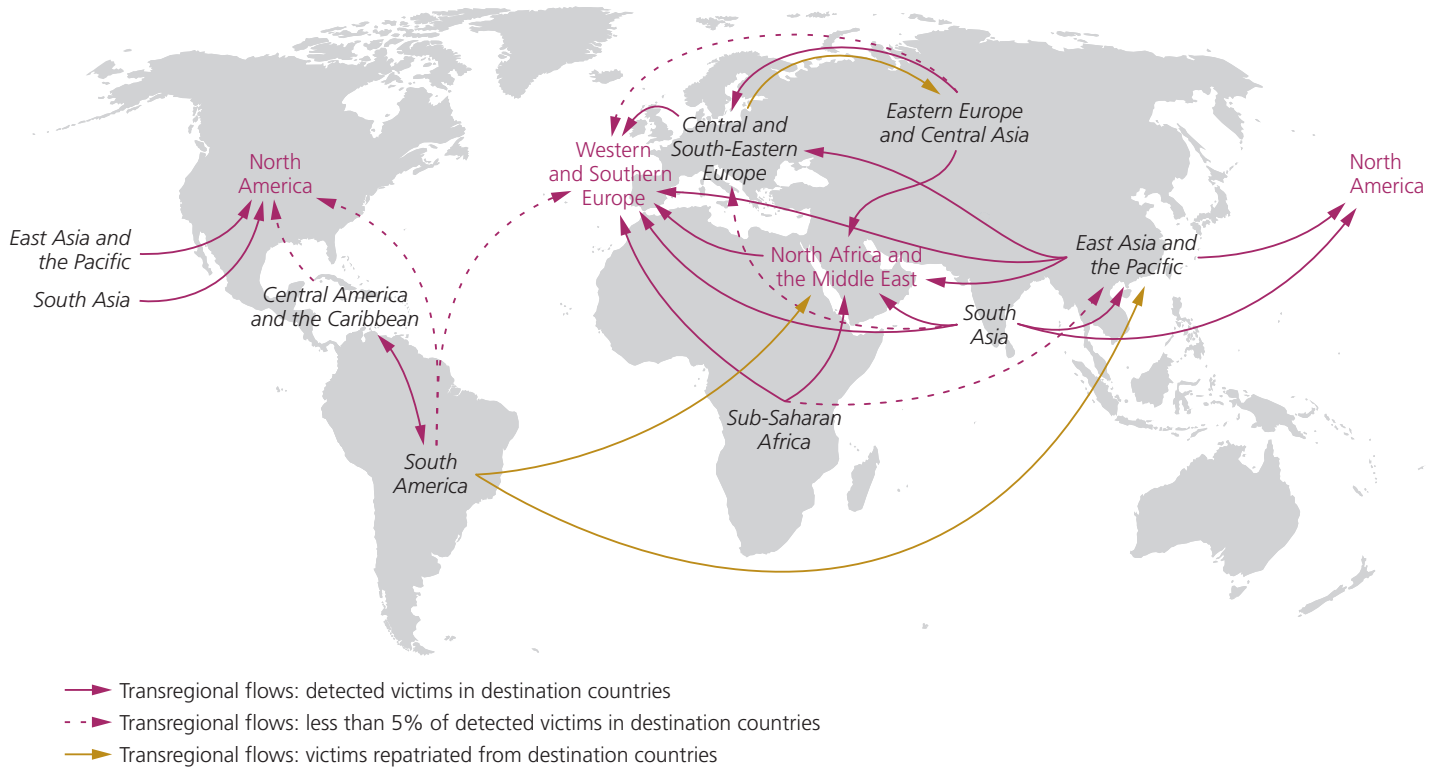 Eastern Europe
and Central Asia
Central and
South-Eastern
Europe
Western
and Southern
Europe
North
America
North
America
East Asia and
the Pacific
South Asia
Central America
and the Caribbean
North Africa and
the Middle East
East Asia and
the Pacific
South
Asia
Sub-Saharan
Africa
South
America
Transregional flows: detected victims in destination countries
Transregional flows: less than 5% of detected victims in destination countries
Transregional flows: victims repatriated from destination countries